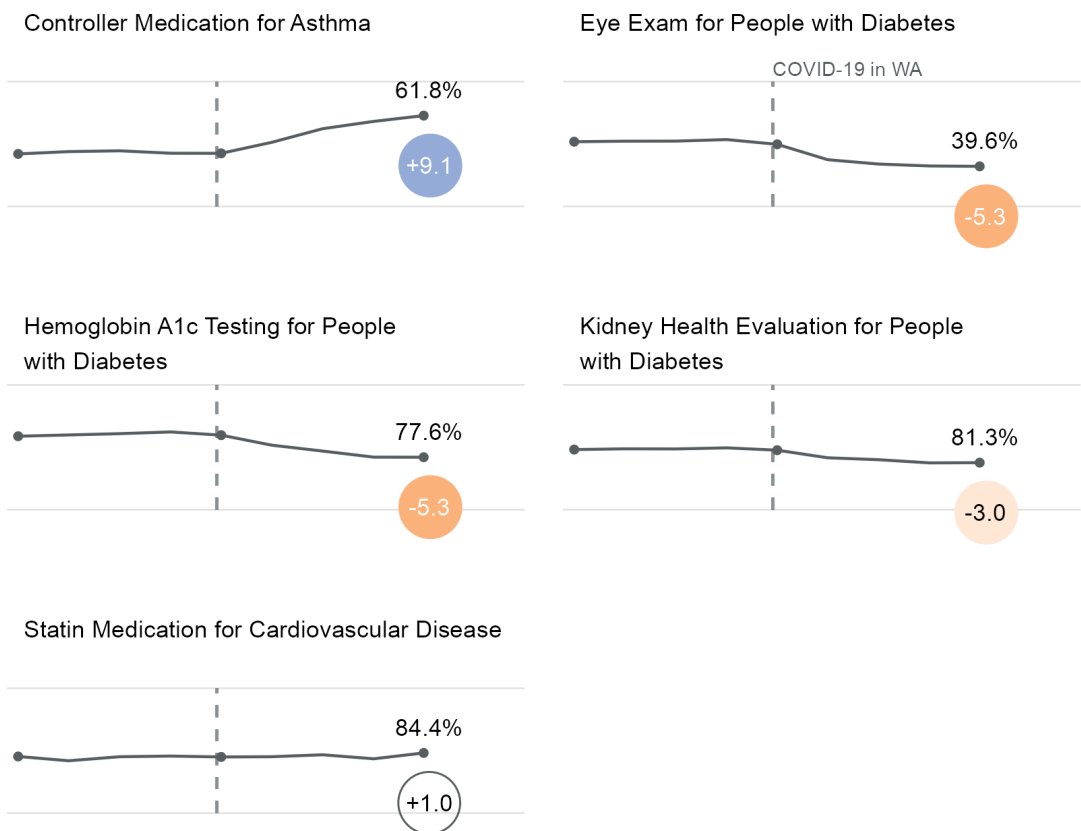 Controller Medication for Asthma
61.8%
+9.1
Eye Exam for People with Diabetes
COVID-19 in WA
39.6%
-5.3
Hemoglobin A1c Testing for People
with Diabetes
77.6%
-5.3
Kidney Health Evaluation for People
with Diabetes
81.3%
-3.0
Statin Medication for Cardiovascular Disease
84.4%
+1.0